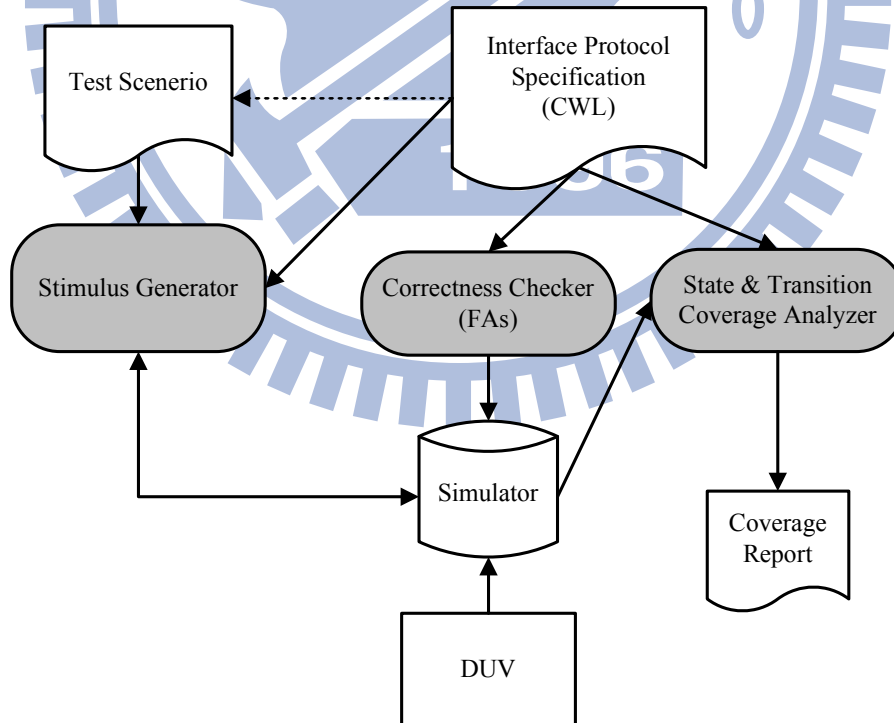 Test Scenerio
Interface Protocol
Specification
(CWL)
Stimulus Generator
Correctness Checker
(FAs)
State & Transition
Coverage Analyzer
Simulator
Coverage
Report
DUV